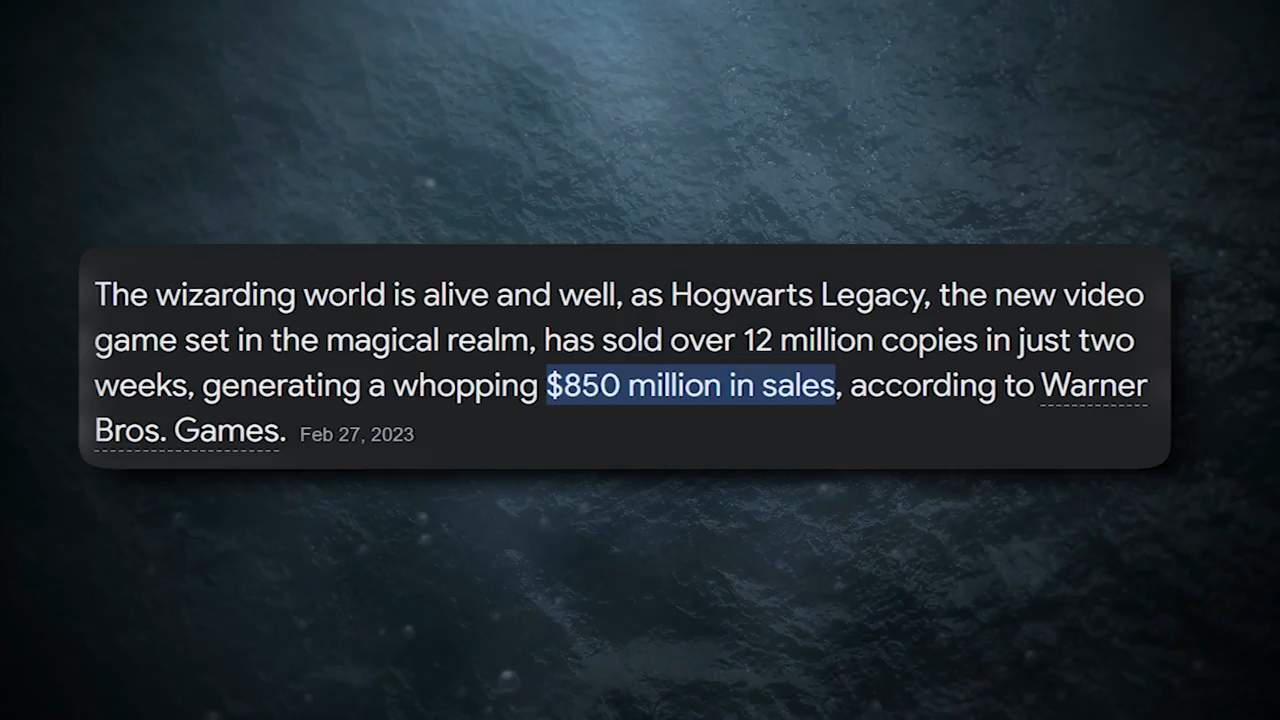 The wizarding world is alive and well, as Hogwarts Legacy, the new video
game set in the magical realm, has sold over 12 million copies in just two
weeks, generating a whopping $850 million in sales, according to Warner
Bros. Games. Feb 27, 2023